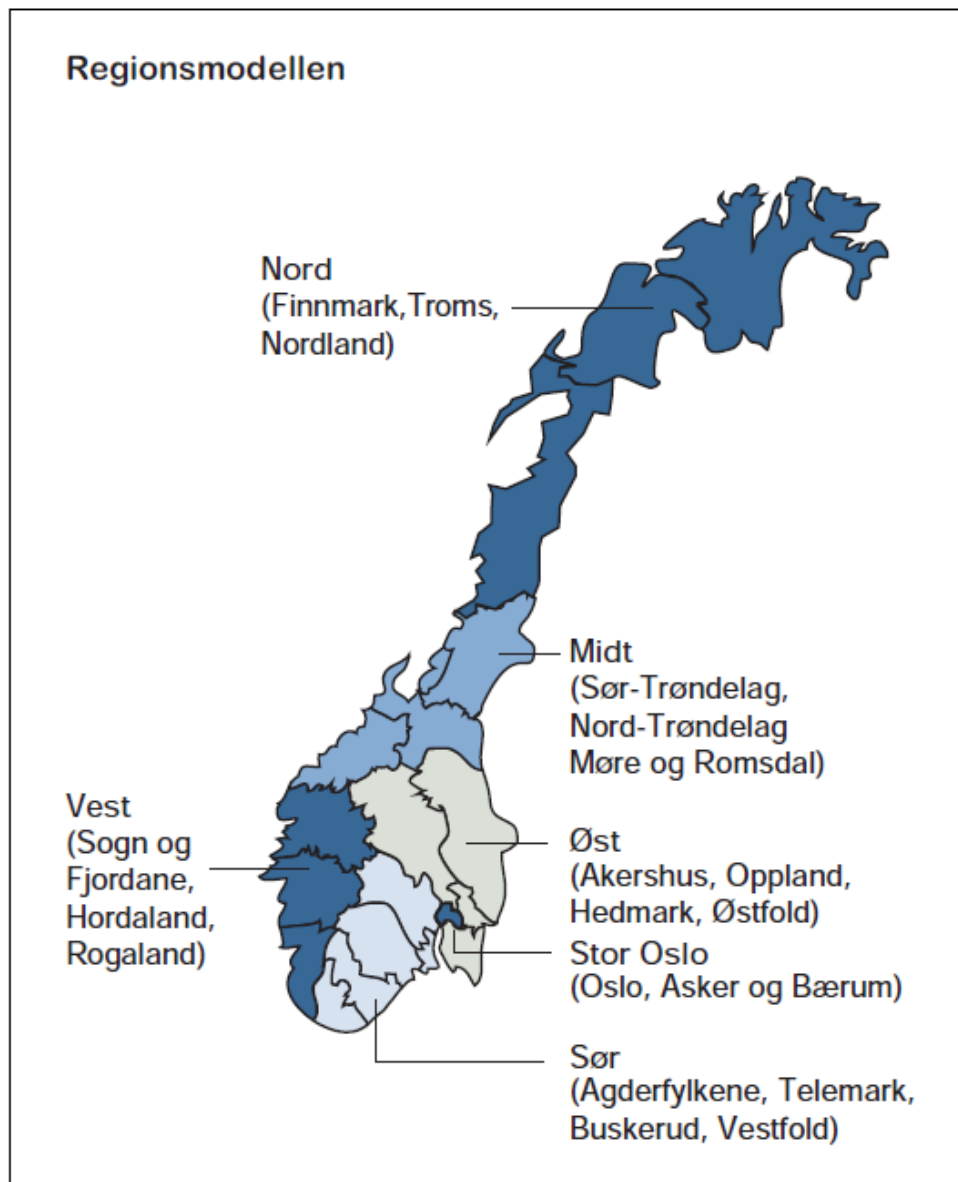 Regionsmodellen
Nord
(Finnmark,Troms,
Nordland)
Midt
(Sør-Trøndelag,
Nord-Trøndelag
Møre og Romsdal)
Vest
(Sogn og
Fjordane,
Hordaland,
Rogaland)
Øst
(Akershus, Oppland,
Hedmark, Østfold)
Stor Oslo
(Oslo, Asker og Bærum)
Sør
(Agderfylkene, Telemark,
Buskerud, Vestfold)